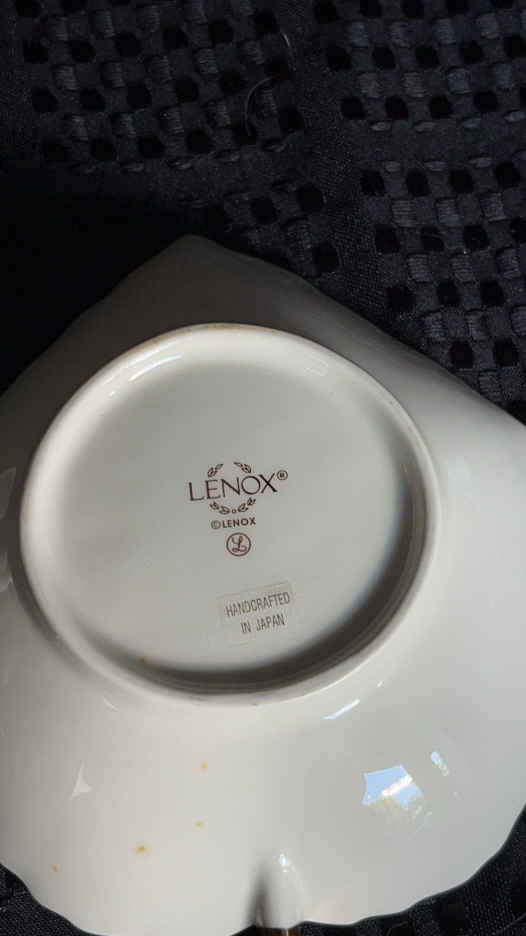 LENOX®
©LENOX
L
HANDCRAFTED
IN JAPAN